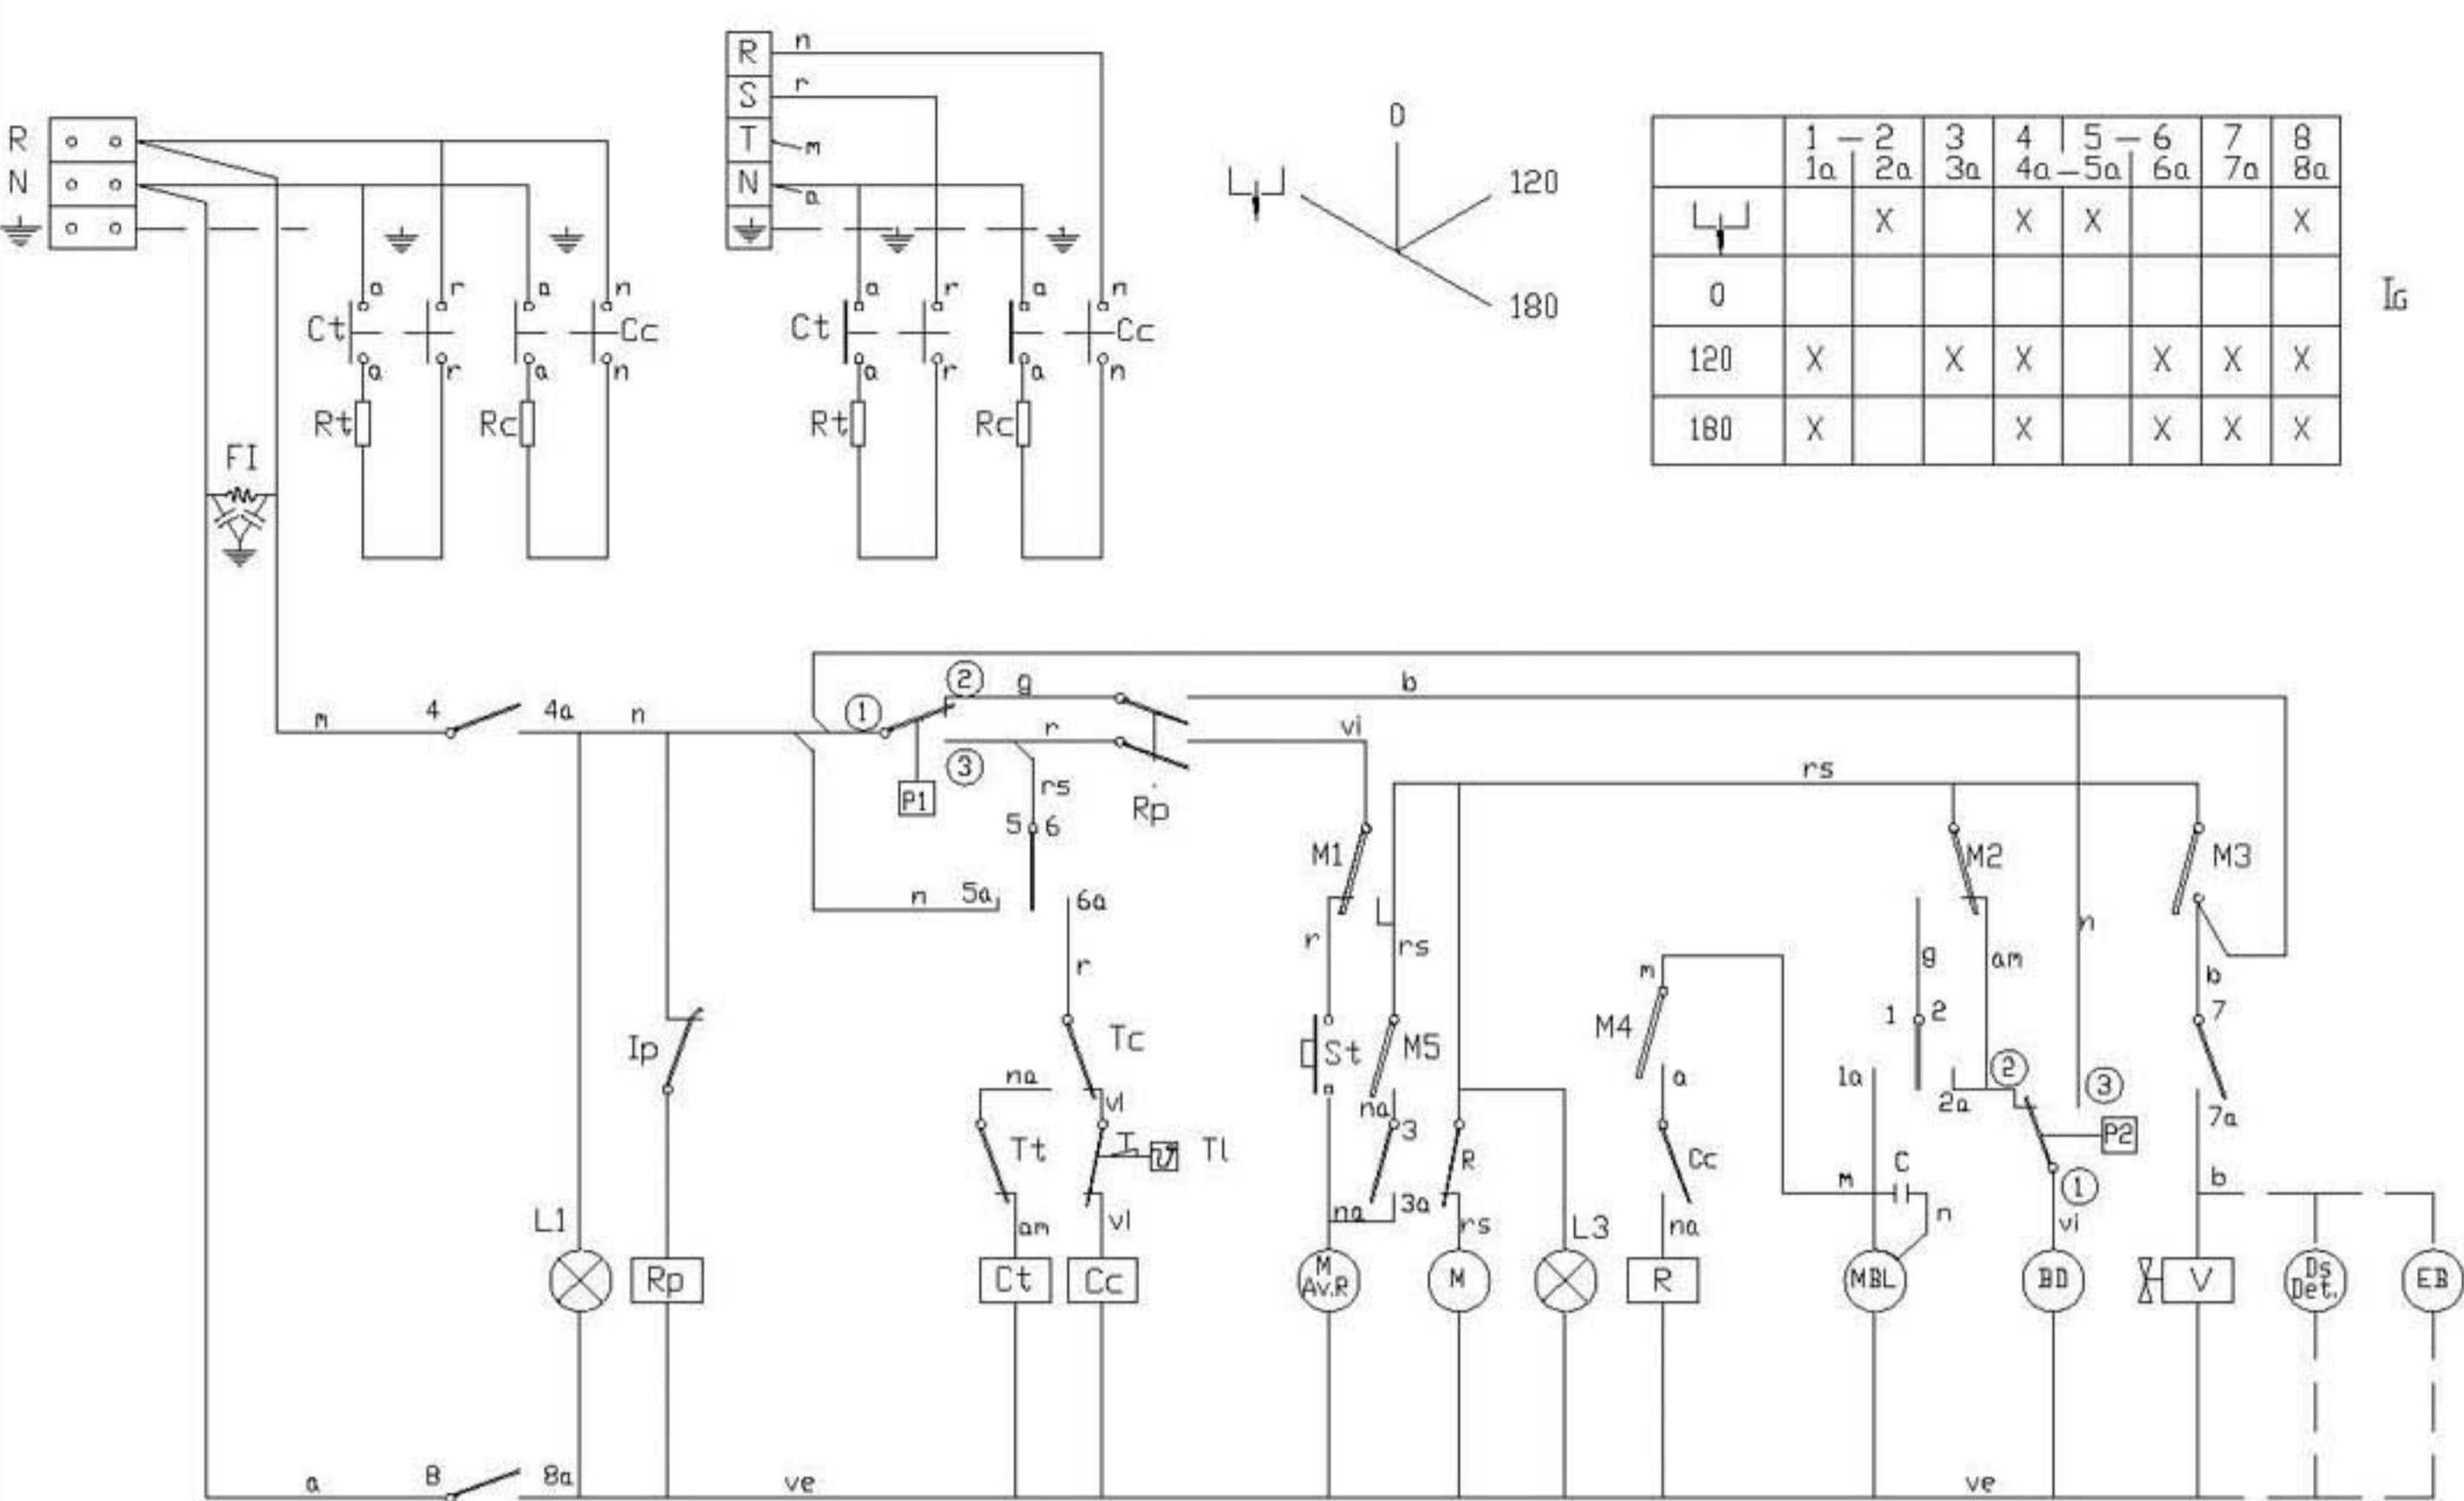 R n
S r
T m
N a
R
N
a r a n
Ct Cc
a r a n
Rt Rc
a r a n
Ct Cc
a r a n
Rt Rc
FI
0
120
180
1 - 2 3 4 5 - 6 7 8
1a 2a 3a 4a - 5a 6a 7a 8a
X X X X
0
120 X X X X X X
180 X X X X X
IG
m 4 4a n 1 2 g b
3 r vi
P1 rs Rp rs
5 6
M1 M2 M3
n 5a 6a
r r rs m g am n b
Ip Tc St M5 M4 1 2 7
na vl na a 1a 2a 2 3 7a
Tt T Tl 3 R Cc P2
m C 1 b
am vl na 3a rs na n vi
L1 L3
Rp Ct Cc M Av.R M R MBL BD V Ds Det. EB
a 8 8a ve ve